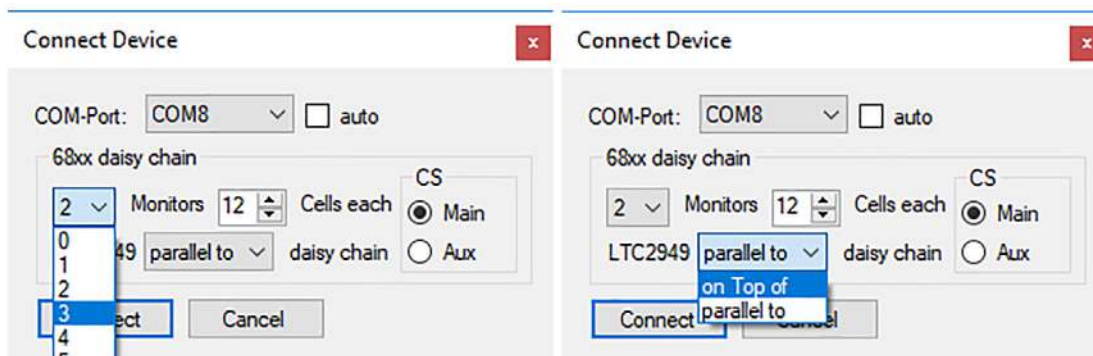 Connect Device
x
COM-Port: COM8 auto
68xx daisy chain
CS
2 Monitors 12 Cells each Main
0
49 parallel to daisy chain Aux
1
2
3
ect Cancel
4
Connect Device
x
COM-Port: COM8 auto
68xx daisy chain
CS
2 Monitors 12 Cells each Main
LTC2949 parallel to daisy chain Aux
on Top of
parallel to
Connect